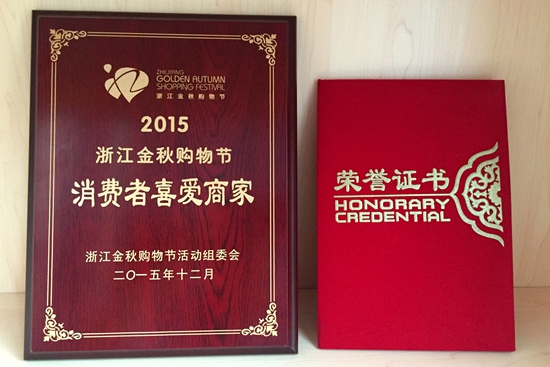 ZHEJIANG
GOLDEN AUTUMN
SHOPPING FESTIVAL
浙江金秋购物节
2015
浙江金秋购物节
消费者喜爱商家
浙江金秋购物节活动组委会
二〇一五年十二月
荣誉证书
HONORARY
CREDENTIAL